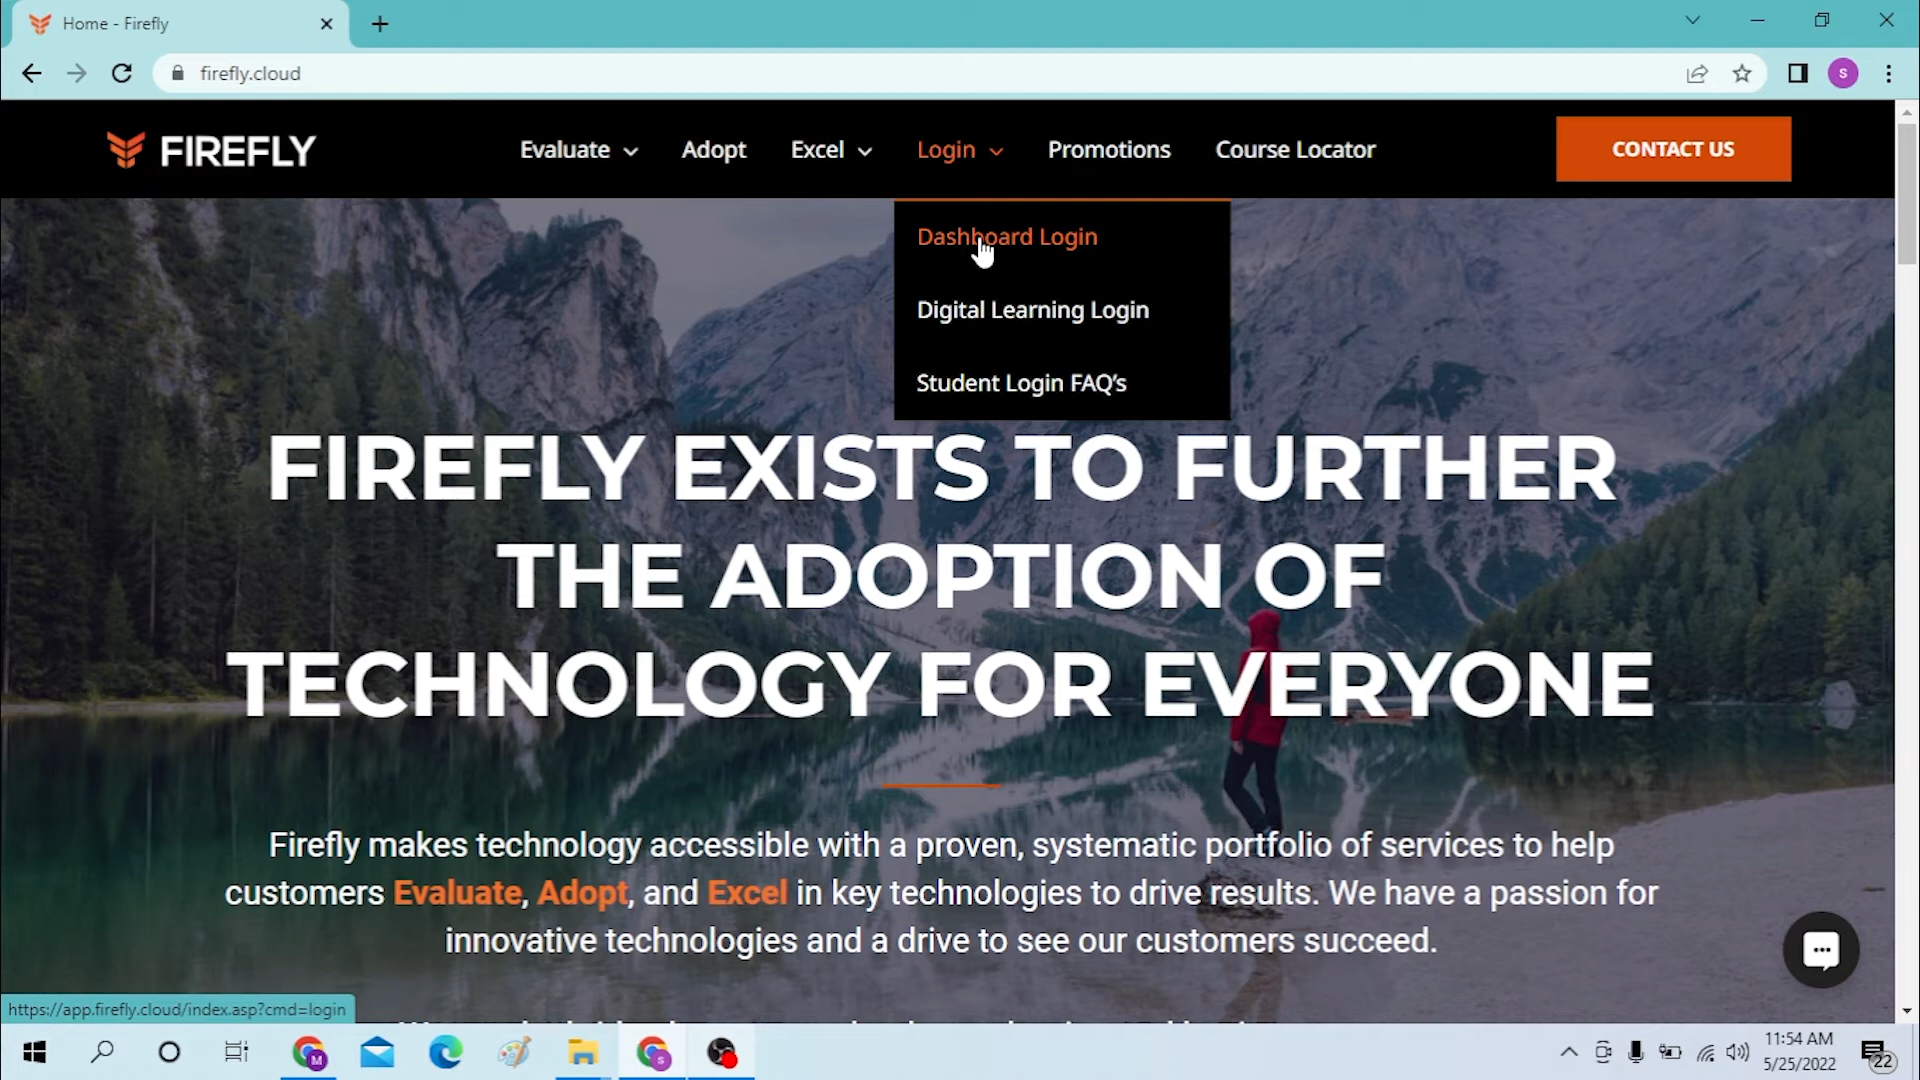 Home - Firefly
firefly.cloud
S
FIREFLY
Evaluate
Adopt
Excel
Login
Promotions
Course Locator
CONTACT US
Dashboard Login
Digital Learning Login
Student Login FAQ's
FIREFLY EXISTS TO FURTHER
THE ADOPTION OF
TECHNOLOGY FOR EVERYONE
Firefly makes technology accessible with a proven, systematic portfolio of services to help
customers Evaluate, Adopt, and Excel in key technologies to drive results. We have a passion for
innovative technologies and a drive to see our customers succeed.
https://app.firefly.cloud/index.asp?cmd=login
M
S
11:54 AM
5/25/2022
22